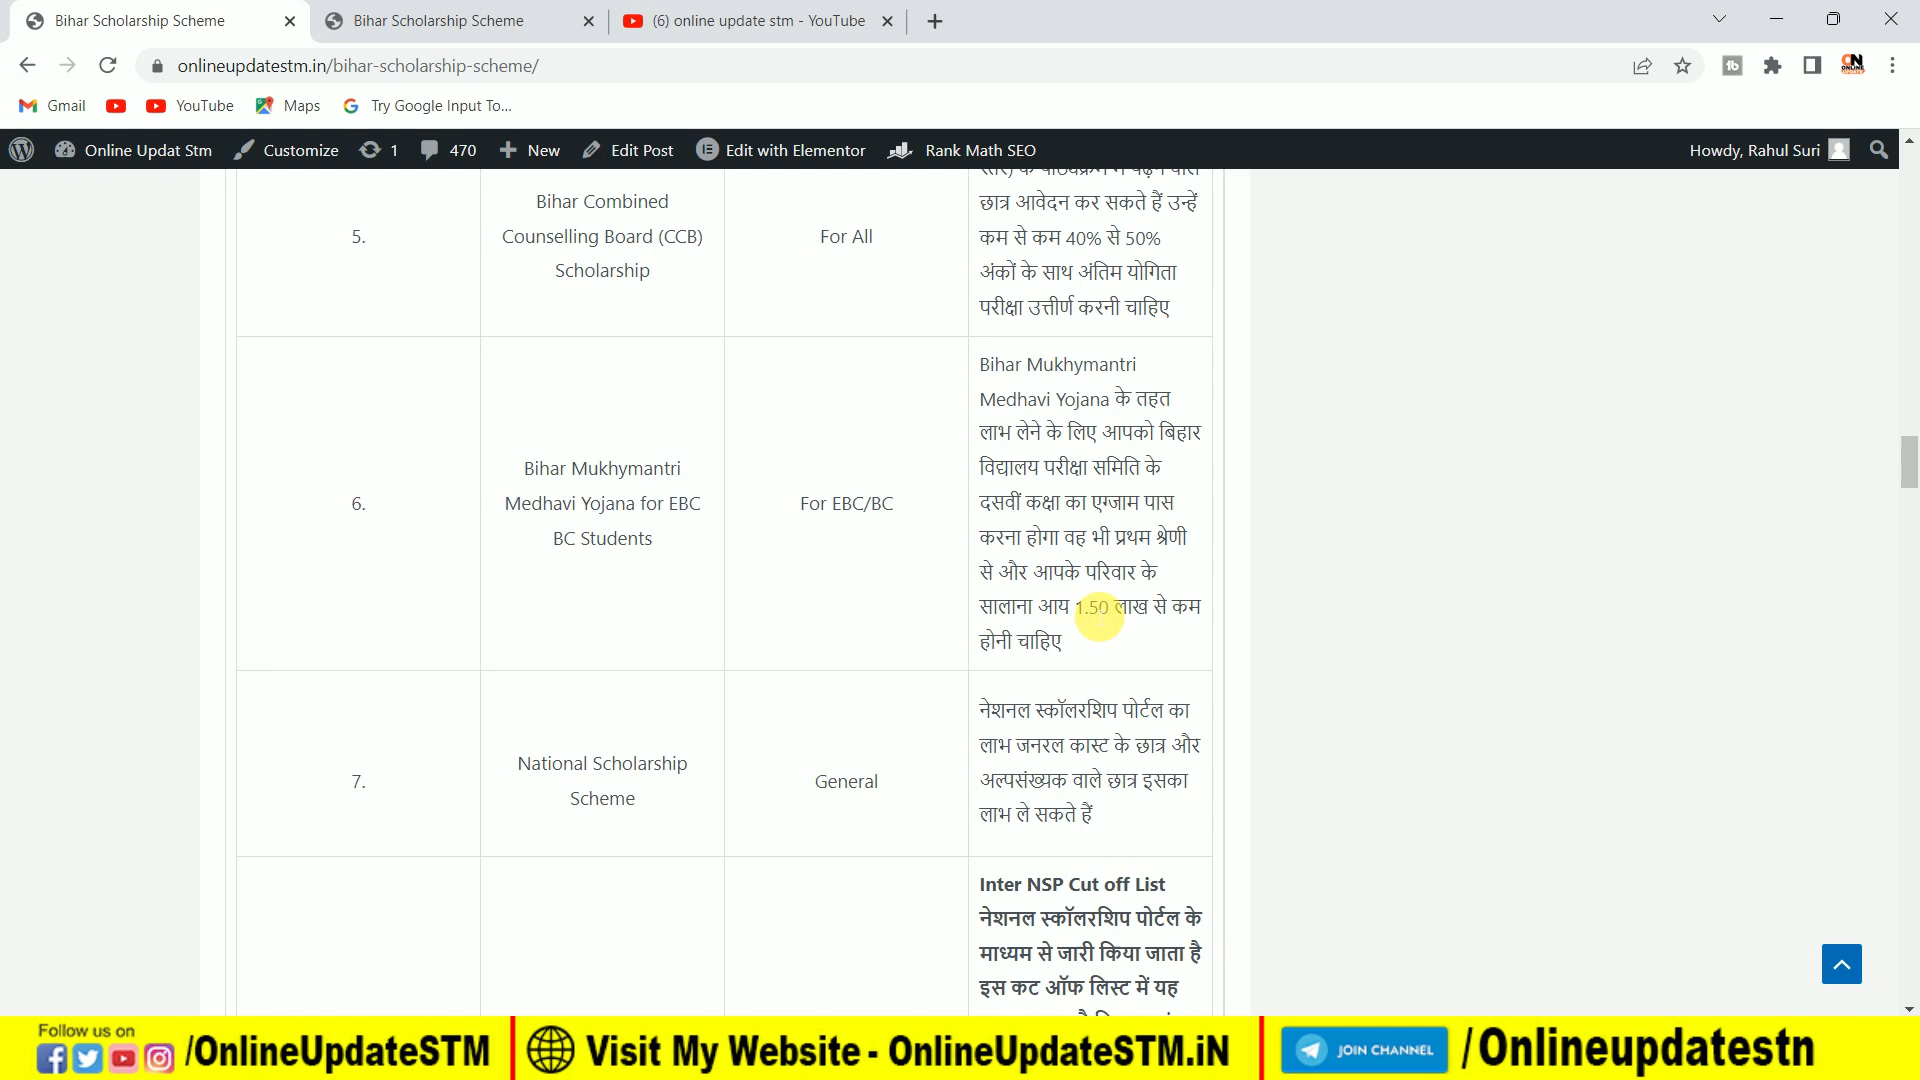 Bihar Scholarship Scheme
Bihar Scholarship Scheme
(6) online update stm - YouTube
onlineupdatestm.in/bihar-scholarship-scheme/
Gmail
YouTube
Maps
Try Google Input To...
Online Updat Stm
Customize
1
470
New
Edit Post
Edit with Elementor
Rank Math SEO
Howdy, Rahul Suri
5.
Bihar Combined
Counselling Board (CCB)
Scholarship
For All
छात्र आवेदन कर सकते हैं उन्हें
कम से कम 40% से 50%
अंकों के साथ अंतिम योगिता
परीक्षा उत्तीर्ण करनी चाहिए
6.
Bihar Mukhymantri
Medhavi Yojana for EBC
BC Students
For EBC/BC
Bihar Mukhymantri
Medhavi Yojana के तहत
लाभ लेने के लिए आपको बिहार
विद्यालय परीक्षा समिति के
दसवीं कक्षा का एग्जाम पास
करना होगा वह भी प्रथम श्रेणी
से और आपके परिवार के
सालाना आय 1.50 लाख से कम
होनी चाहिए
7.
National Scholarship
Scheme
General
नेशनल स्कॉलरशिप पोर्टल का
लाभ जनरल कास्ट के छात्र और
अल्पसंख्यक वाले छात्र इसका
लाभ ले सकते हैं
Inter NSP Cut off List
नेशनल स्कॉलरशिप पोर्टल के
माध्यम से जारी किया जाता है
इस कट ऑफ लिस्ट में यह
Follow us on
/OnlineUpdateSTM
Visit My Website - OnlineUpdateSTM.iN
JOIN CHANNEL
/Onlineupdatestn